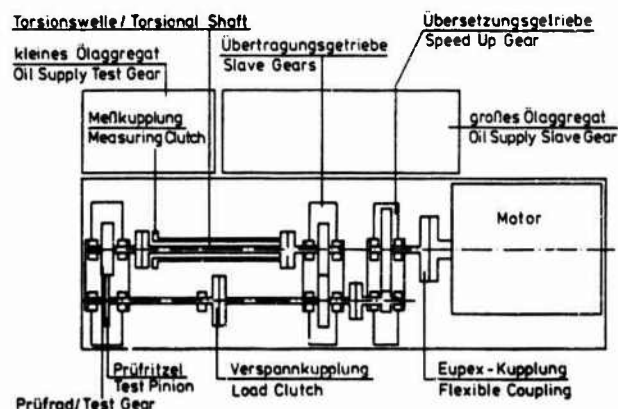 Torsionswelle / Torsional Shaft
kleines Ölaggregat
Oil Supply Test Gear
Übertragungsgetriebe
Slave Gears
Übersetzungsgetriebe
Speed Up Gear
Meßkupplung
Measuring Clutch
großes Ölaggregat
Oil Supply Slave Gear
Motor
Prüfritzel
Test Pinion
Prüfrad / Test Gear
Verspannkupplung
Load Clutch
Eupex - Kupplung
Flexible Coupling